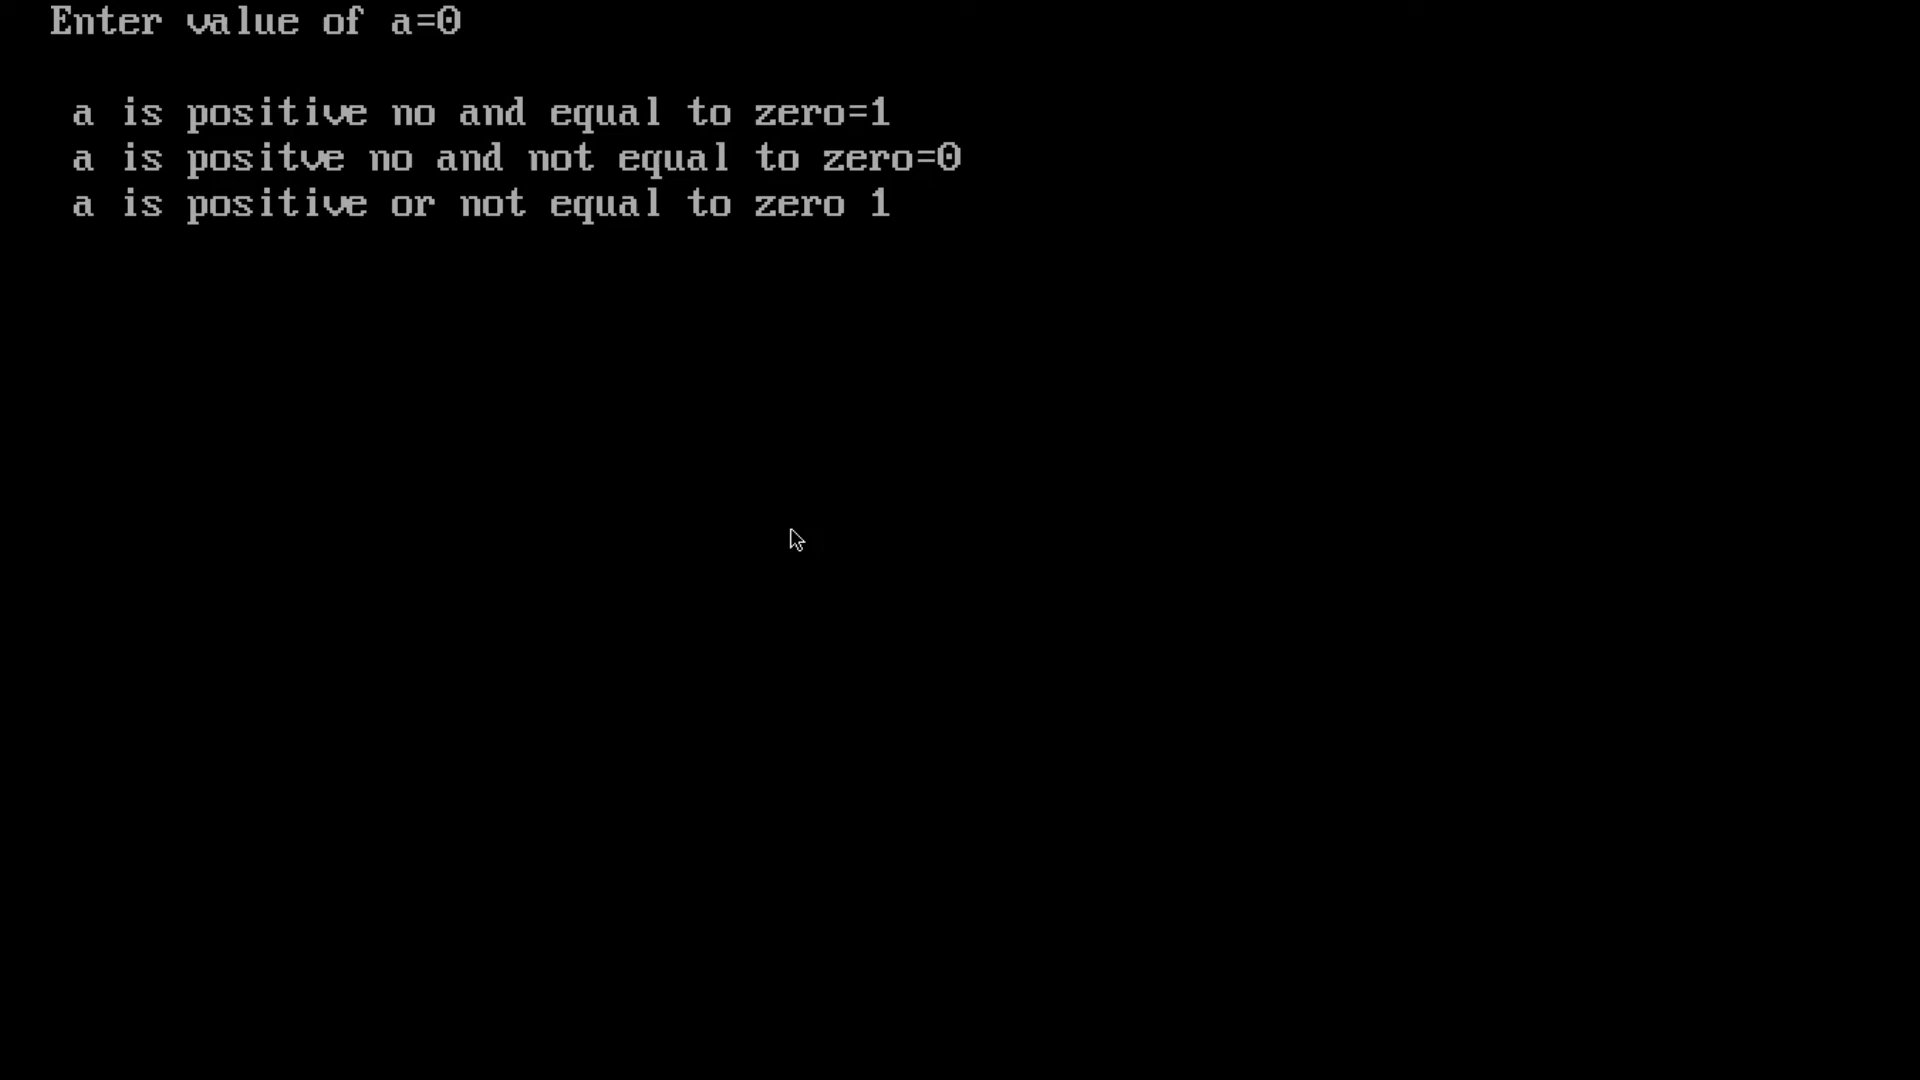 Enter value of a=0
a is positive no and equal to zero=1
a is positve no and not equal to zero=0
a is positive or not equal to zero 1